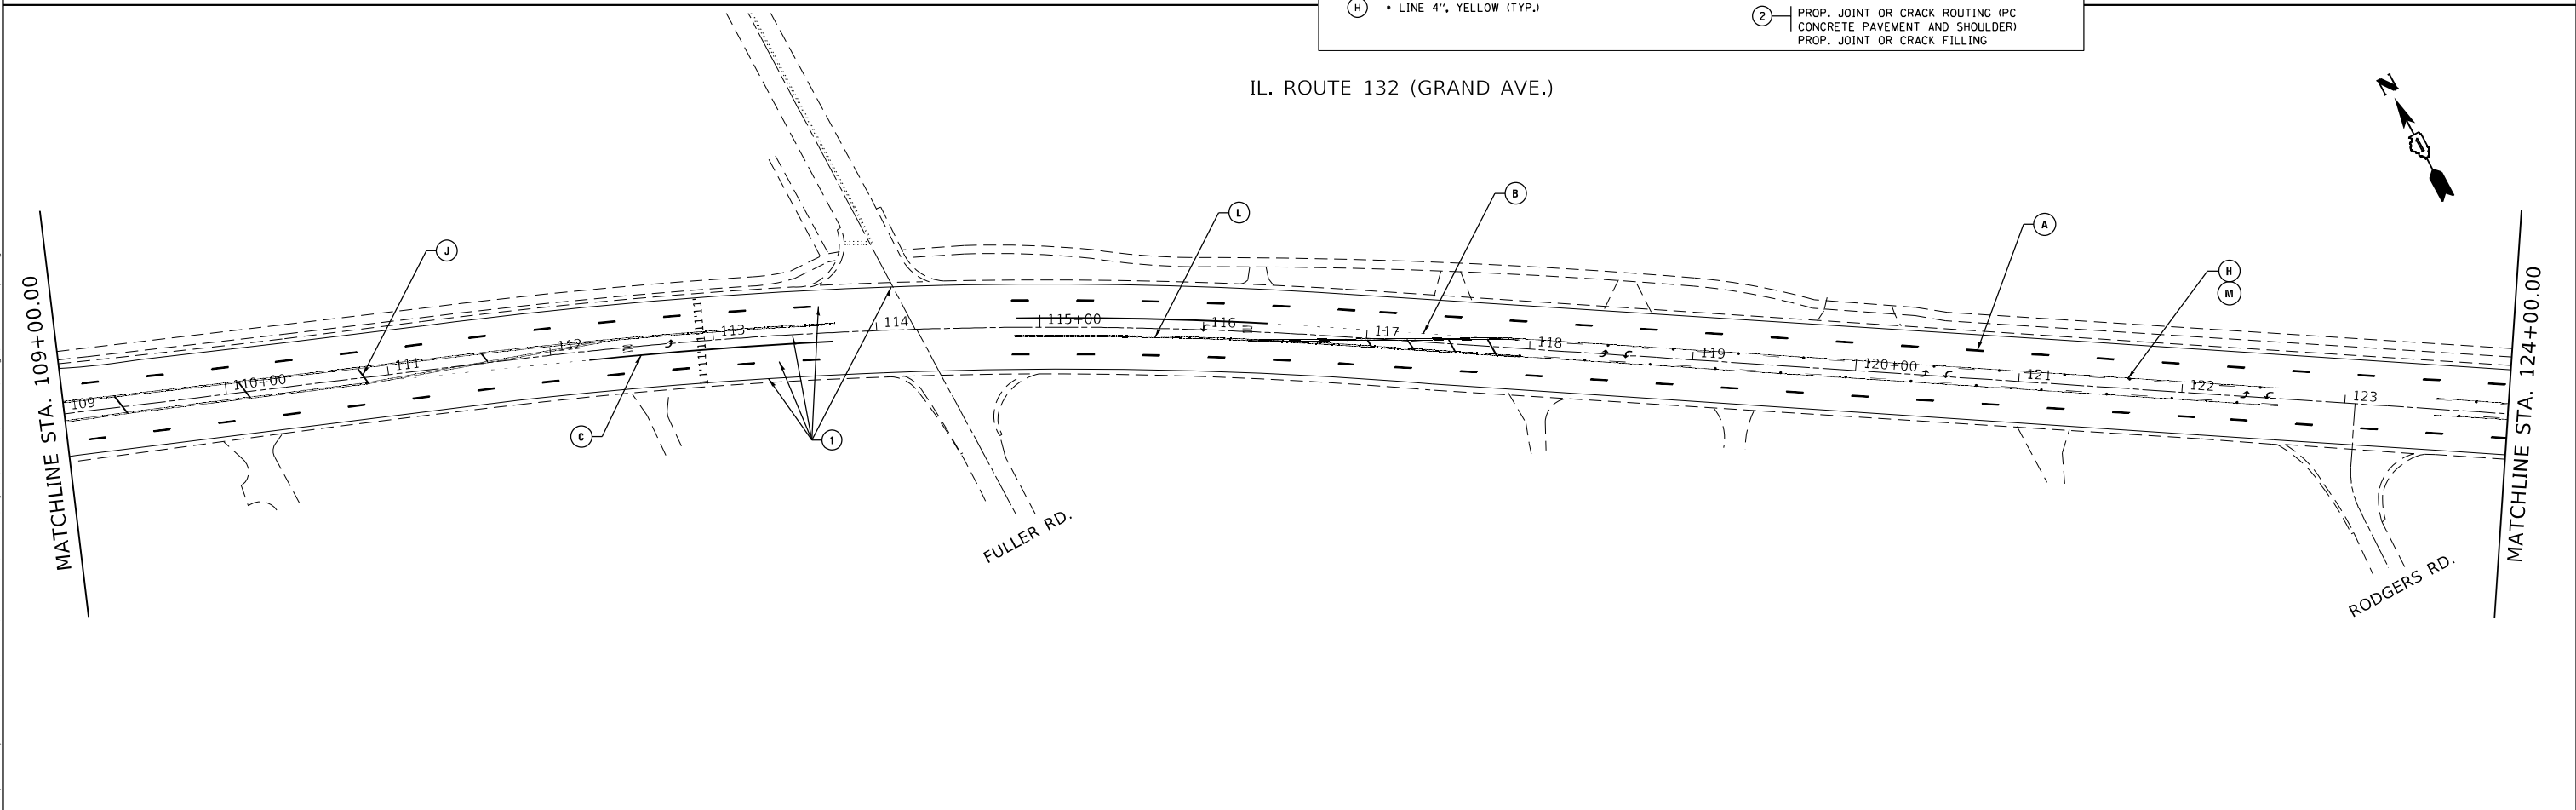 H • LINE 4", YELLOW (TYP.)
2 PROP. JOINT OR CRACK ROUTING (PC
CONCRETE PAVEMENT AND SHOULDER)
PROP. JOINT OR CRACK FILLING
IL. ROUTE 132 (GRAND AVE.)
N
MATCHLINE STA. 109+00.00
J
L
B
A
H
M
MATCHLINE STA. 124+00.00
109
110+00
111
112
113
114
115+00
116
117
118
119
120+00
121
122
123
C
1
FULLER RD.
RODGERS RD.